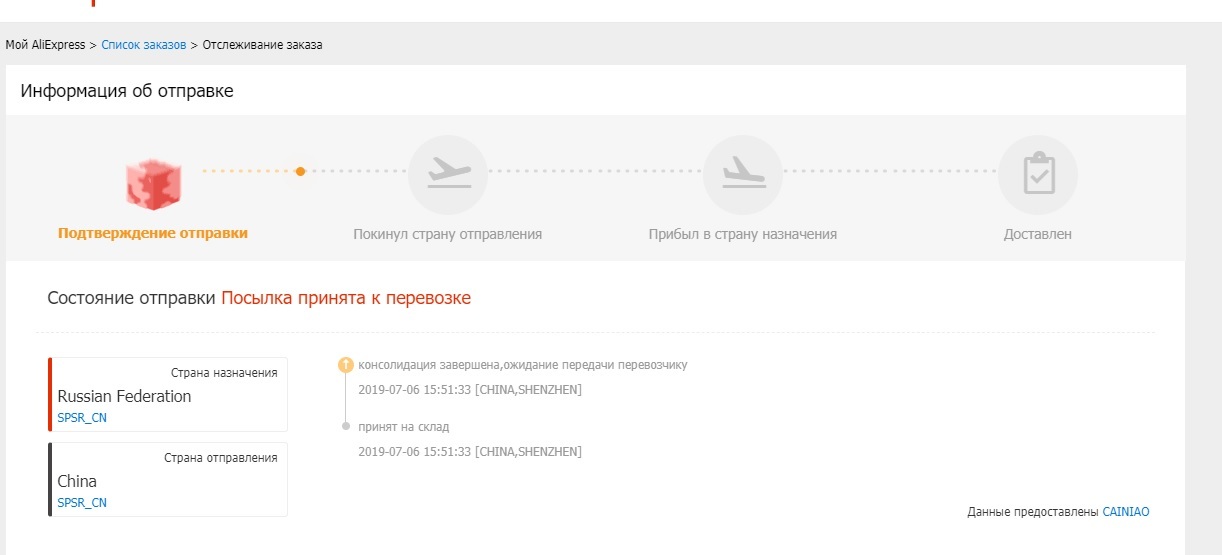 Мой AliExpress > Список заказов > Отслеживание заказа
Информация об отправке
Подтверждение отправки
Покинул страну отправления
Прибыл в страну назначения
Доставлен
Состояние отправки Посылка принята к перевозке
Страна назначения
Russian Federation
SPSR_CN
Страна отправления
China
SPSR_CN
консолидация завершена,ожидание передачи перевозчику
2019-07-06 15:51:33 [CHINA,SHENZHEN]
принят на склад
2019-07-06 15:51:33 [CHINA,SHENZHEN]
Данные предоставлены CAINIAO